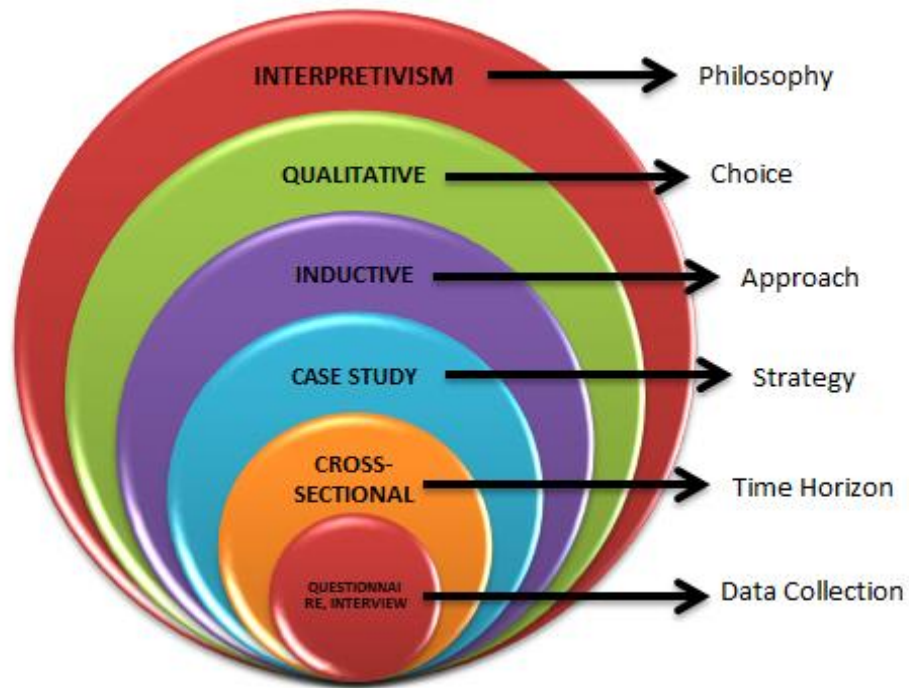 INTERPRETIVISM
Philosophy
QUALITATIVE
Choice
INDUCTIVE
Approach
CASE STUDY
Strategy
CROSS-
SECTIONAL
Time Horizon
QUESTIONNAI
RE, INTERVIEW
Data Collection